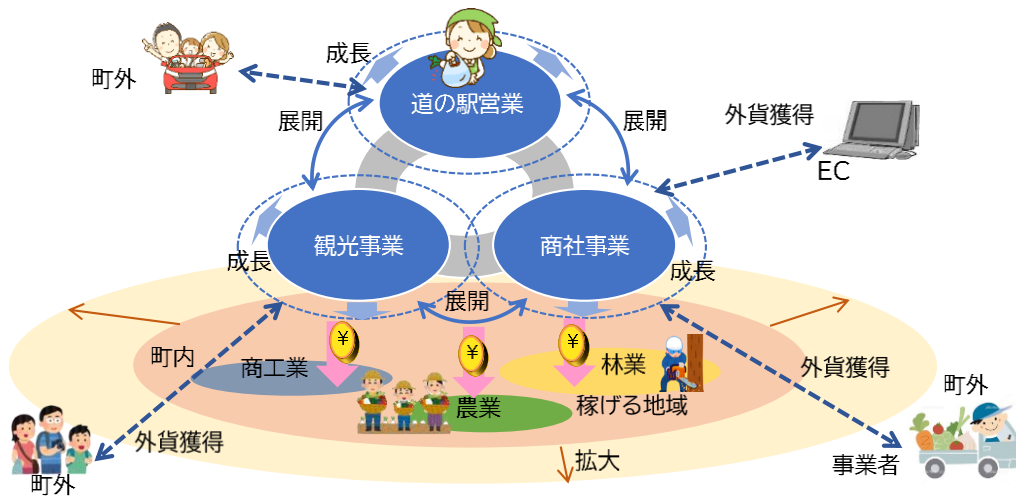 成長
町外
道の駅営業
展開
展開
外貨獲得
EC
観光事業
商社事業
成長
成長
展開
¥
¥
¥
町内
商工業
林業
外貨獲得
農業
稼げる地域
町外
外貨獲得
拡大
事業者
町外